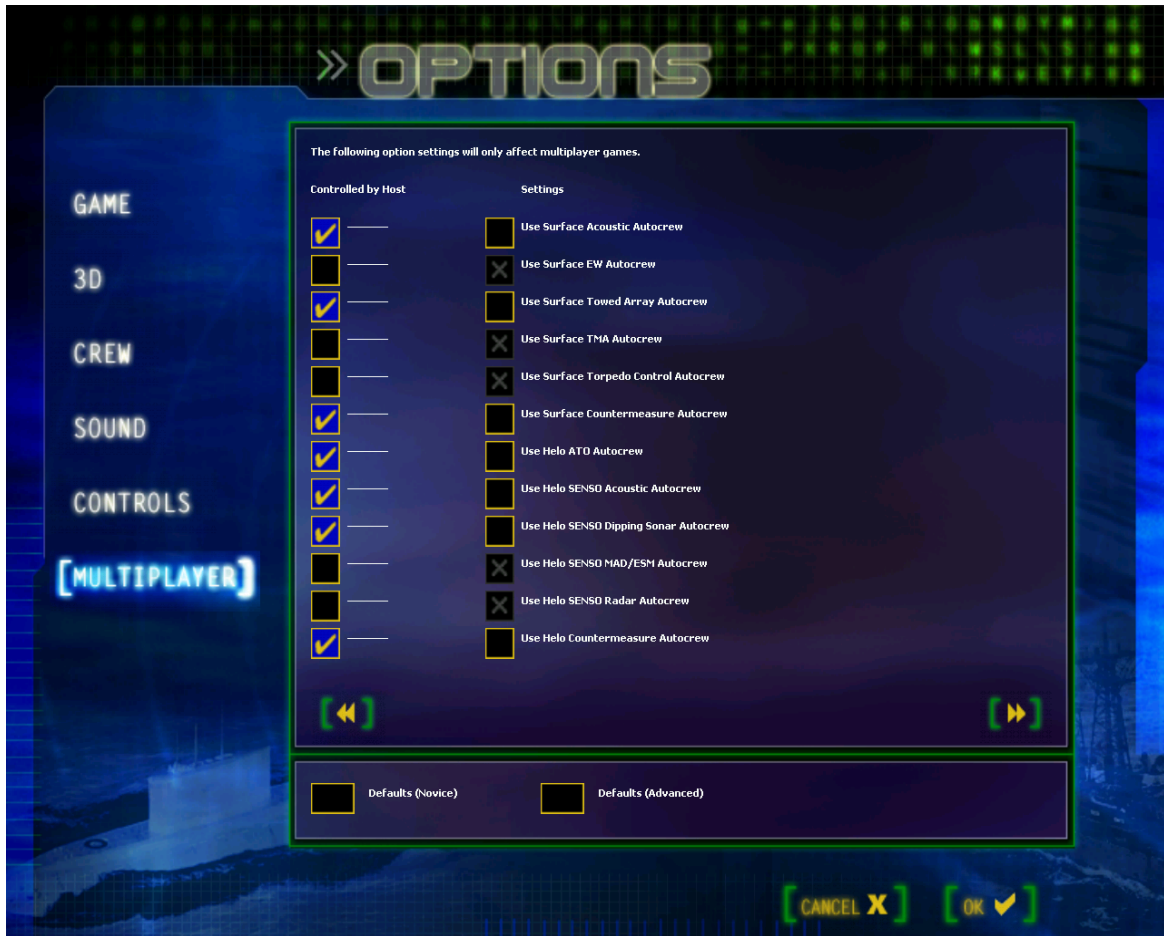 OPTIONS
GAME
3D
CREW
SOUND
CONTROLS
MULTIPLAYER
The following option settings will only affect multiplayer games.
Controlled by Host Settings
Use Surface Acoustic Autocrew
Use Surface EW Autocrew
Use Surface Towed Array Autocrew
Use Surface TMA Autocrew
Use Surface Torpedo Control Autocrew
Use Surface Countermeasure Autocrew
Use Helo ATO Autocrew
Use Helo SENSO Acoustic Autocrew
Use Helo SENSO Dipping Sonar Autocrew
Use Helo SENSO MAD/ESM Autocrew
Use Helo SENSO Radar Autocrew
Use Helo Countermeasure Autocrew
Defaults (Novice) Defaults (Advanced)
CANCEL OK